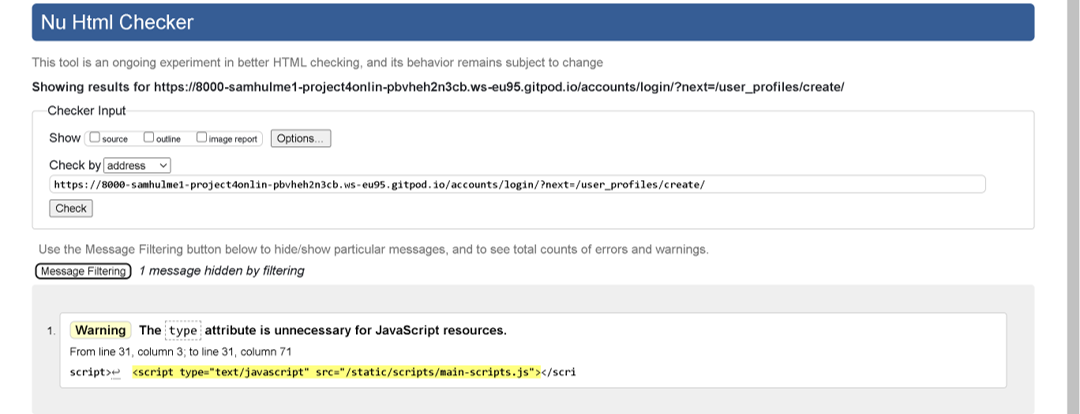 Nu Html Checker
This tool is an ongoing experiment in better HTML checking, and its behavior remains subject to change
Showing results for https://8000-samhulme1-project4onlin-pbvheh2n3cb.ws-eu95.gitpod.io/accounts/login/?next=/user_profiles/create/
Checker Input
Show source outline image report Options...
Check by address
https://8000-samhulme1-project4onlin-pbvheh2n3cb.ws-eu95.gitpod.io/accounts/login/?next=/user_profiles/create/
Check
Use the Message Filtering button below to hide/show particular messages, and to see total counts of errors and warnings.
Message Filtering 1 message hidden by filtering
1. Warning The type attribute is unnecessary for JavaScript resources.
From line 31, column 3; to line 31, column 71
script>↩ <script type="text/javascript" src="/static/scripts/main-scripts.js"></scri